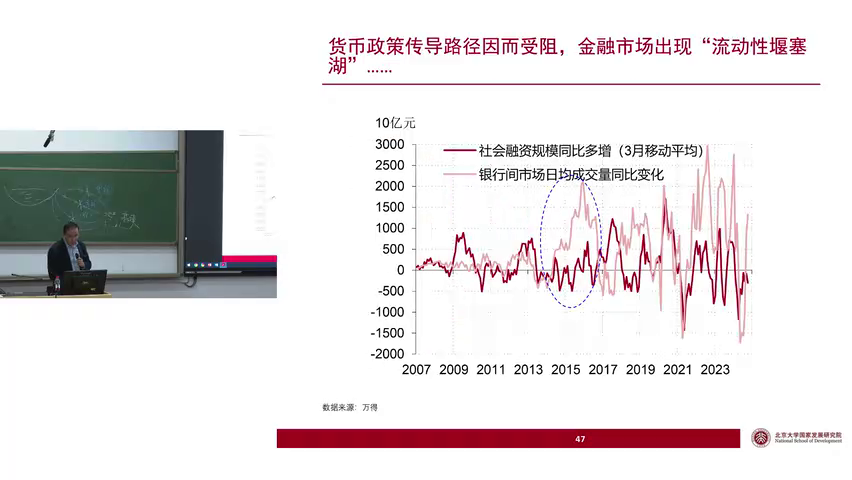 货币政策传导路径因而受阻，金融市场出现“流动性堰塞
湖”……
10亿元
社会融资规模同比多增（3月移动平均）
银行间市场日均成交量同比变化
3000
2500
2000
1500
1000
500
0
-500
-1000
-1500
-2000
2007 2009 2011 2013 2015 2017 2019 2021 2023
数据来源：万得
47
北京大学国家发展研究院
National School of Development